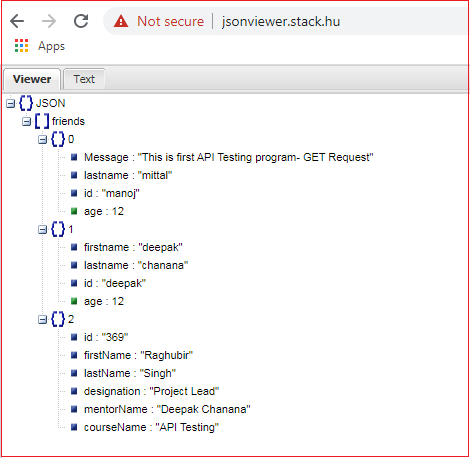 Not secure | jsonviewer.stack.hu
Apps
Viewer Text
{} JSON
[] friends
{} 0
Message : "This is first API Testing program- GET Request"
lastname : "mittal"
id : "manoj"
age : 12
{} 1
firstname : "deepak"
lastname : "chanana"
id : "deepak"
age : 12
{} 2
id : "369"
firstName : "Raghubir"
lastName : "Singh"
designation : "Project Lead"
mentorName : "Deepak Chanana"
courseName : "API Testing"